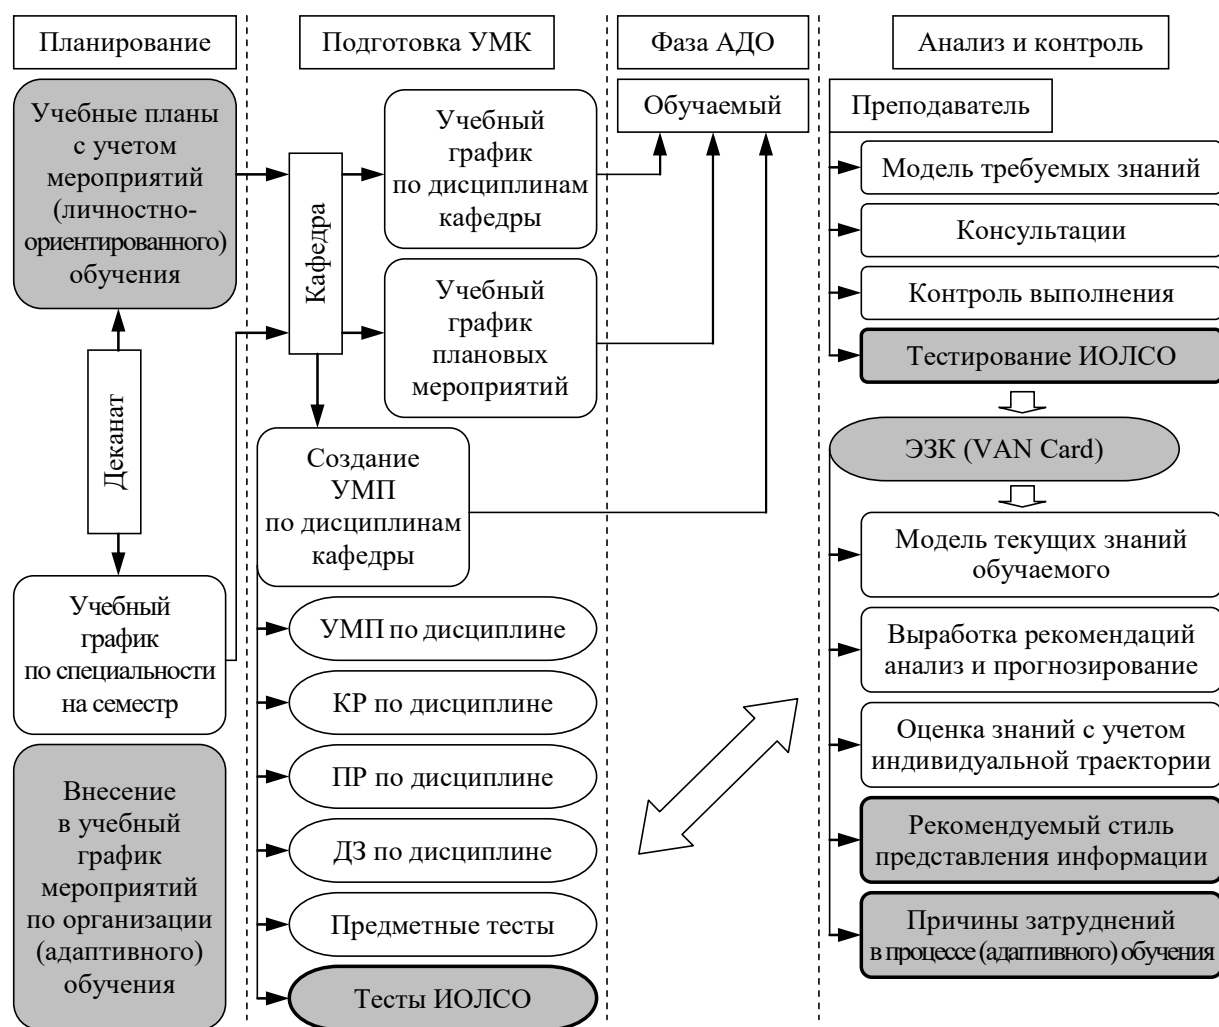 Планирование
Учебные планы
с учетом
мероприятий
(личностно-
ориентированного)
обучения
Деканат
Учебный
график
по специальности
на семестр
Внесение
в учебный
график
мероприятий
по организации
(адаптивного)
обучения
Подготовка УМК
Кафедра
Учебный
график
по дисциплинам
кафедры
Учебный
график
плановых
мероприятий
Создание
УМП
по дисциплинам
кафедры
УМП по дисциплине
КР по дисциплине
ПР по дисциплине
ДЗ по дисциплине
Предметные тесты
Тесты ИОЛСО
Фаза АДО
Обучаемый
Анализ и контроль
Преподаватель
Модель требуемых знаний
Консультации
Контроль выполнения
Тестирование ИОЛСО
ЭЗК (VAN Card)
Модель текущих знаний
обучаемого
Выработка рекомендаций
анализ и прогнозирование
Оценка знаний с учетом
индивидуальной траектории
Рекомендуемый стиль
представления информации
Причины затруднений
в процессе (адаптивного) обучения